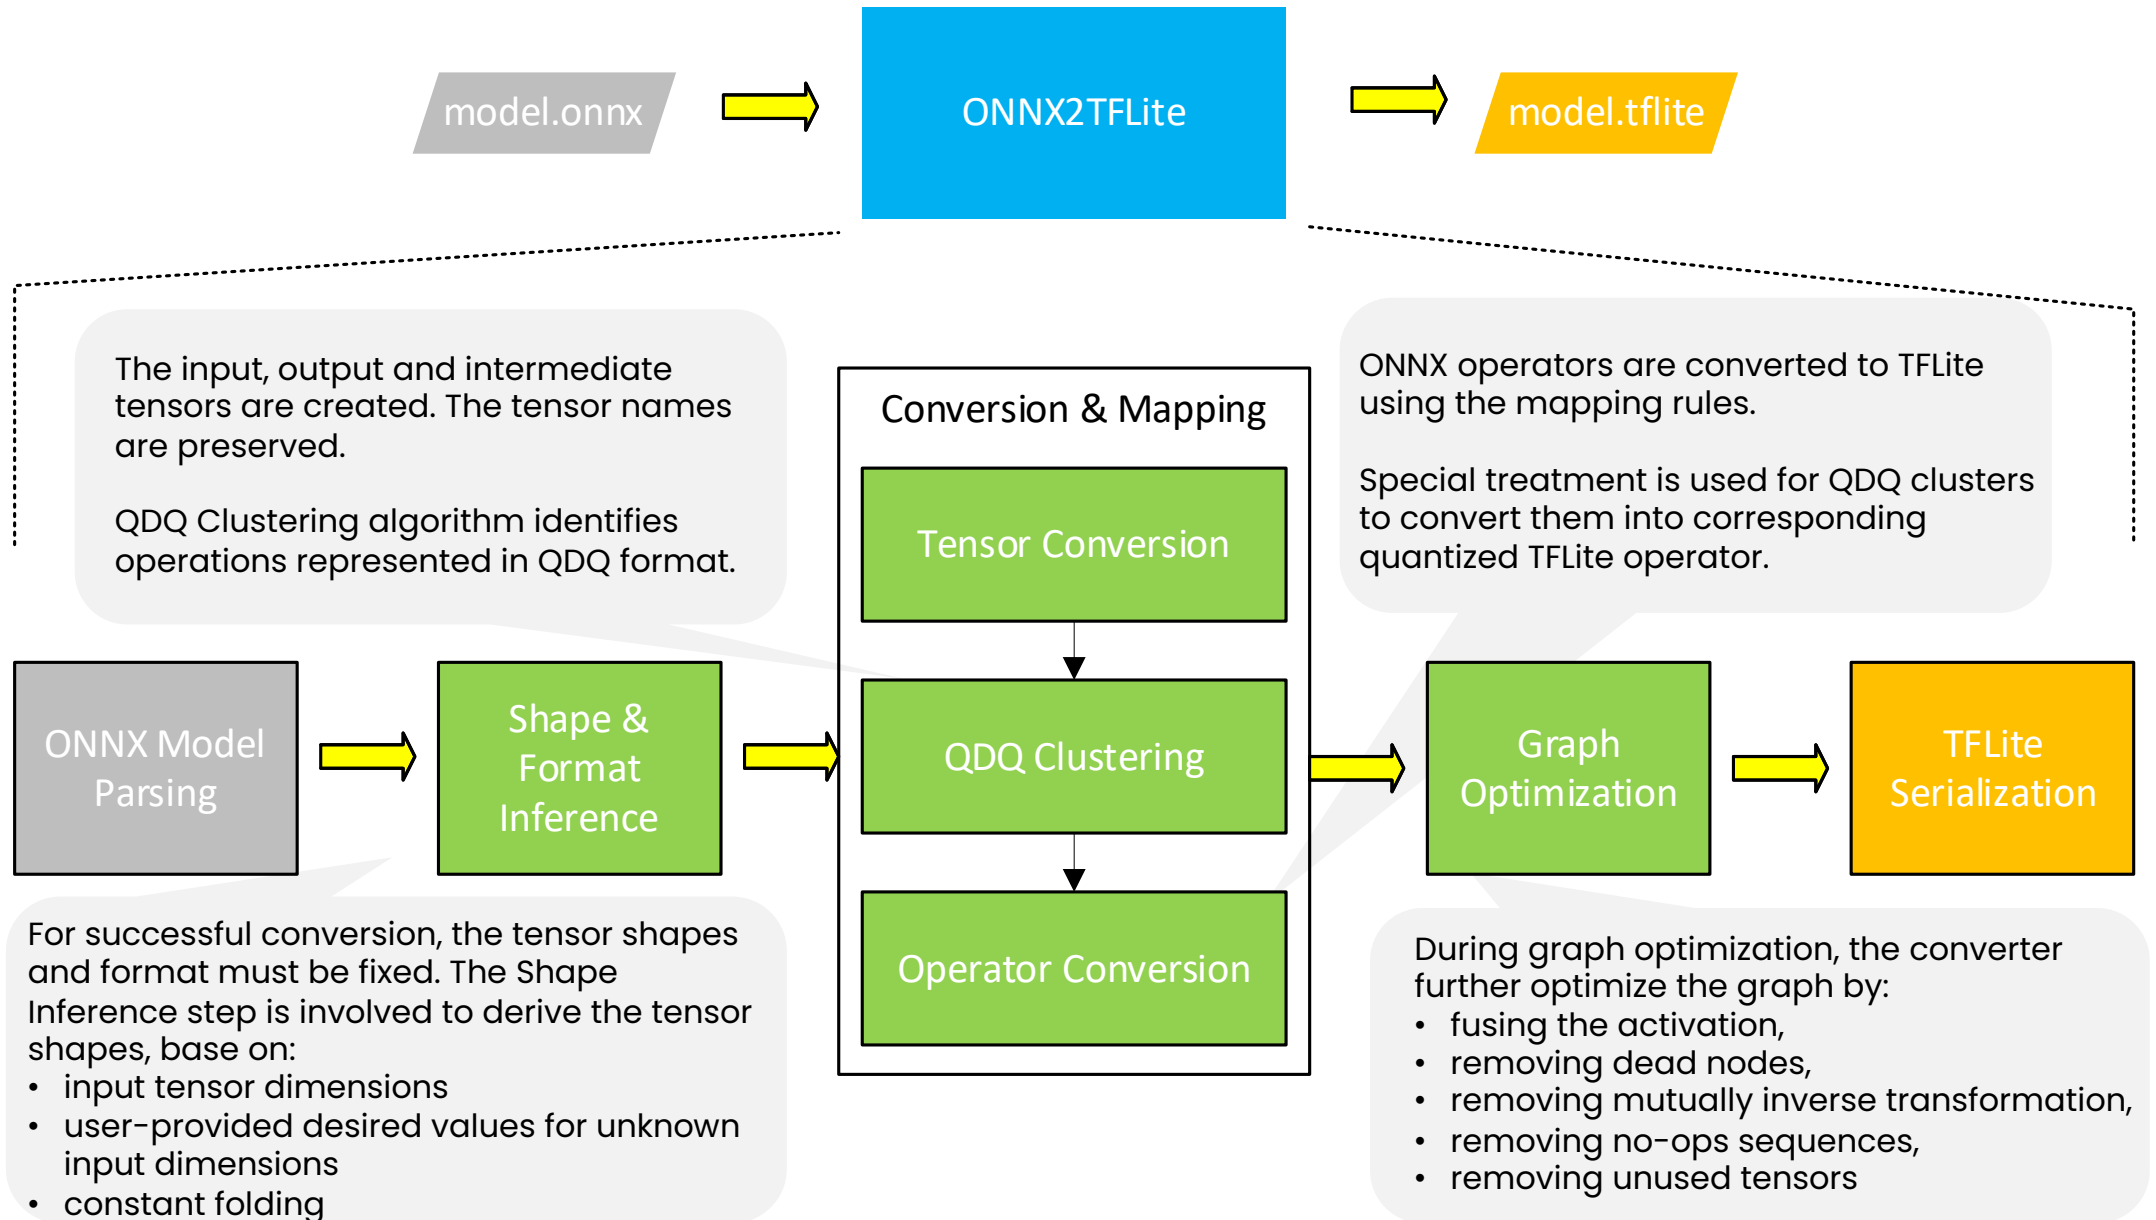 model.onnx
ONNX2TFLite
model.tflite
The input, output and intermediate
tensors are created. The tensor names
are preserved.
QDQ Clustering algorithm identifies
operations represented in QDQ format.
Conversion & Mapping
Tensor Conversion
QDQ Clustering
Operator Conversion
ONNX operators are converted to TFLite
using the mapping rules.
Special treatment is used for QDQ clusters
to convert them into corresponding
quantized TFLite operator.
ONNX Model
Parsing
Shape &
Format
Inference
Graph
Optimization
TFLite
Serialization
For successful conversion, the tensor shapes
and format must be fixed. The Shape
Inference step is involved to derive the tensor
shapes, base on:
• input tensor dimensions
• user-provided desired values for unknown
input dimensions
• constant folding
During graph optimization, the converter
further optimize the graph by:
• fusing the activation,
• removing dead nodes,
• removing mutually inverse transformation,
• removing no-ops sequences,
• removing unused tensors